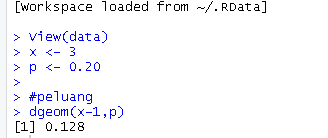 [Workspace loaded from ~/.RData]
> View(data)
> x <- 3
> p <- 0.20
>
> #peluang
> dgeom(x-1,p)
[1] 0.128